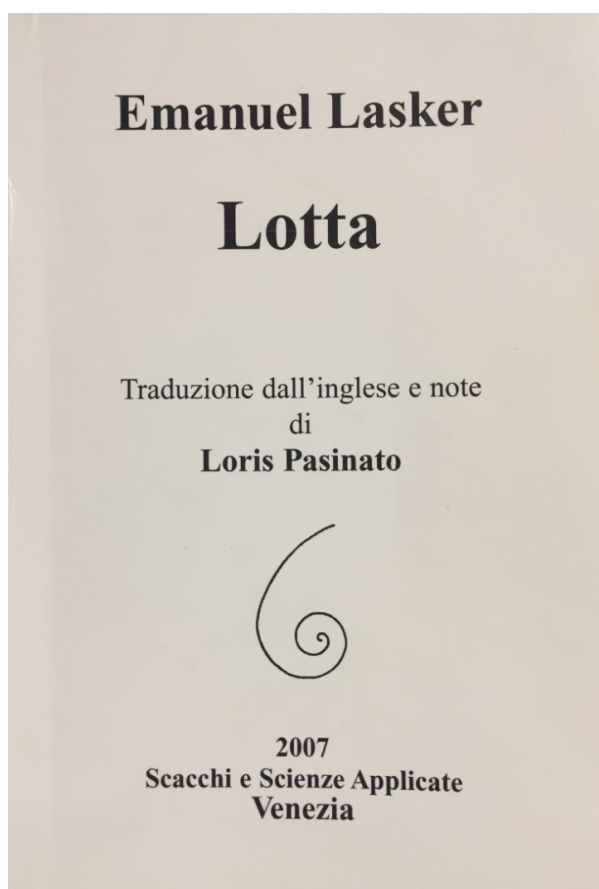 Emanuel Lasker
Lotta
Traduzione dall'inglese e note
di
Loris Pasinato
2007
Scacchi e Scienze Applicate
Venezia